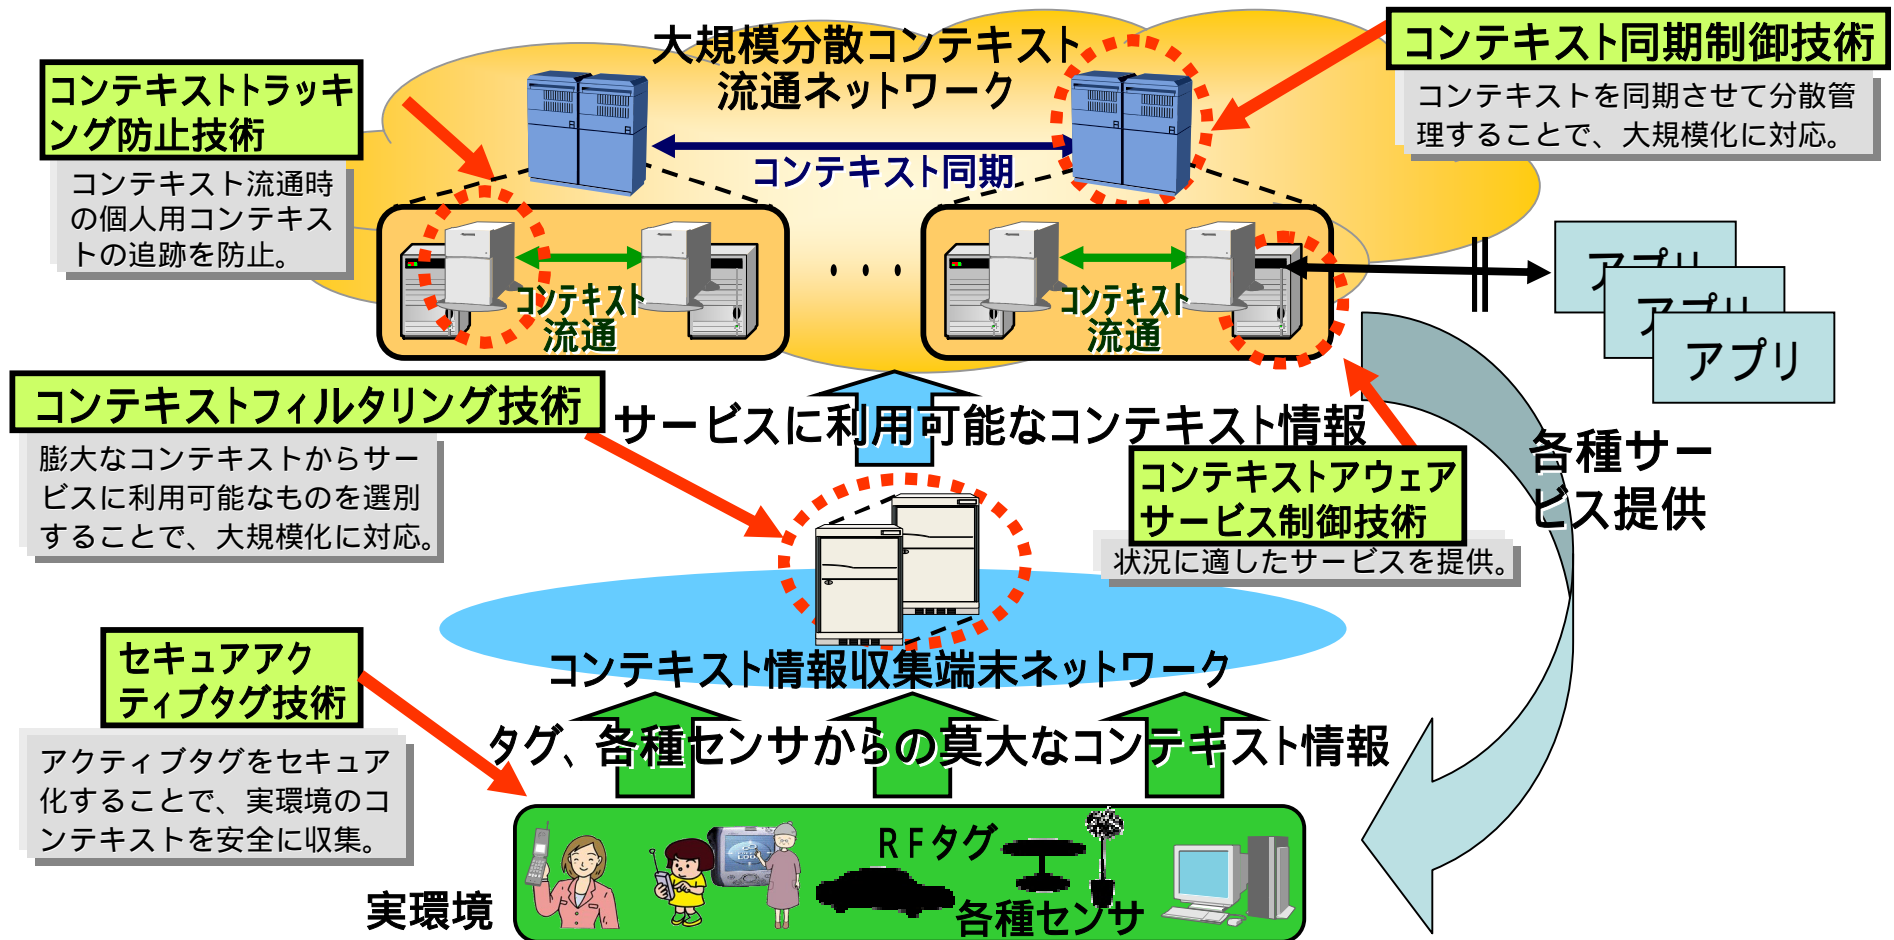 大規模分散コンテキスト
流通ネットワーク
コンテキスト同期制御技術
コンテキストを同期させて分散管
理することで、大規模化に対応。
コンテキストトラッキ
ング防止技術
コンテキスト流通時
の個人用コンテキス
トの追跡を防止。
コンテキスト同期
コンテキスト
流通
・・・
コンテキスト
流通
アプリ
アプリ
アプリ
コンテキストフィルタリング技術
膨大なコンテキストからサー
ビスに利用可能なものを選別
することで、大規模化に対応。
サービスに利用可能なコンテキスト情報
コンテキストアウェア
サービス制御技術
状況に適したサービスを提供。
各種サー
ビス提供
コンテキスト情報収集端末ネットワーク
セキュアアク
ティブタグ技術
アクティブタグをセキュア
化することで、実環境のコ
ンテキストを安全に収集。
タグ、各種センサからの莫大なコンテキスト情報
RFタグ
各種センサ
実環境